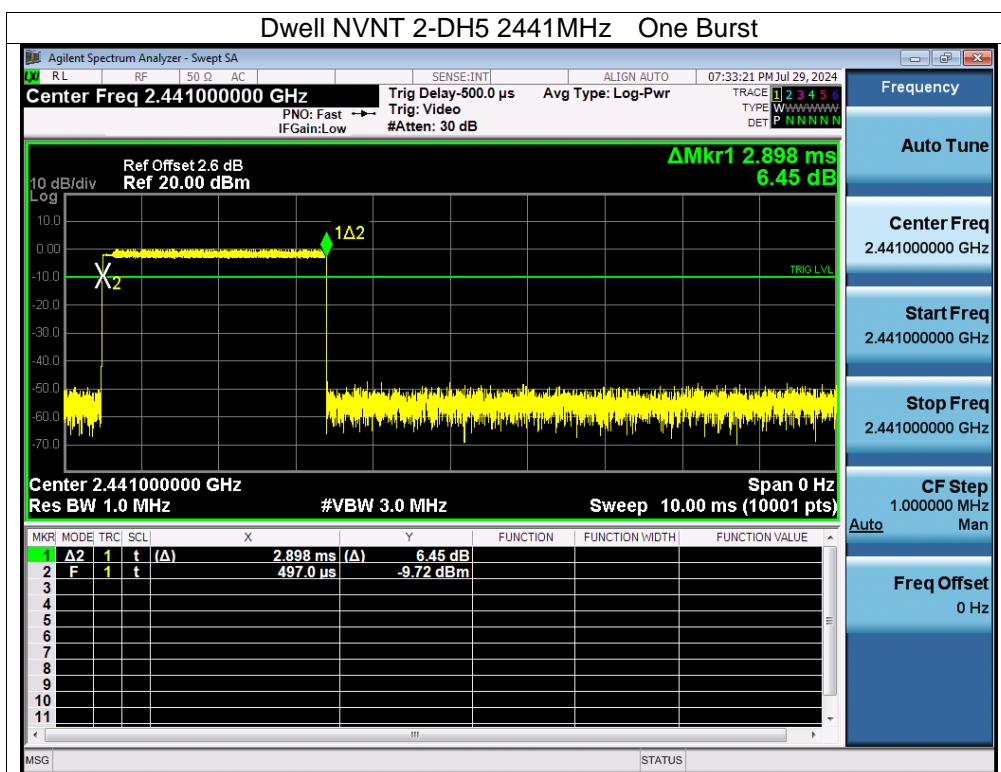 Dwell NVNT 2-DH5 2441MHz One Burst
Agilent Spectrum Analyzer - Swept SA
LXI RL RF 50 Ω AC SENSE:INT ALIGN AUTO 07:33:21 PM Jul 29, 2024
Center Freq 2.441000000 GHz
PNO: Fast
IFGain:Low
Trig Delay-500.0 µs
Trig: Video
#Atten: 30 dB
Avg Type: Log-Pwr
TRACE 1 2 3 4 5 6
TYPE WWWWWWW
DET P N N N N N
ΔMkr1 2.898 ms
6.45 dB
Ref Offset 2.6 dB
10 dB/div Ref 20.00 dBm
Log
10.0
0.00
-10.0
-20.0
-30.0
-40.0
-50.0
-60.0
-70.0
1Δ2
X2
TRIG LVL
Center 2.441000000 GHz Span 0 Hz
Res BW 1.0 MHz #VBW 3.0 MHz Sweep 10.00 ms (10001 pts)
MKR MODE TRC SCL X Y FUNCTION FUNCTION WIDTH FUNCTION VALUE
1 Δ2 1 t (Δ) 2.898 ms (Δ) 6.45 dB
2 F 1 t 497.0 µs -9.72 dBm
3
4
5
6
7
8
9
10
11
MSG STATUS
Frequency
Auto Tune
Center Freq
2.441000000 GHz
Start Freq
2.441000000 GHz
Stop Freq
2.441000000 GHz
CF Step
1.000000 MHz
Auto Man
Freq Offset
0 Hz